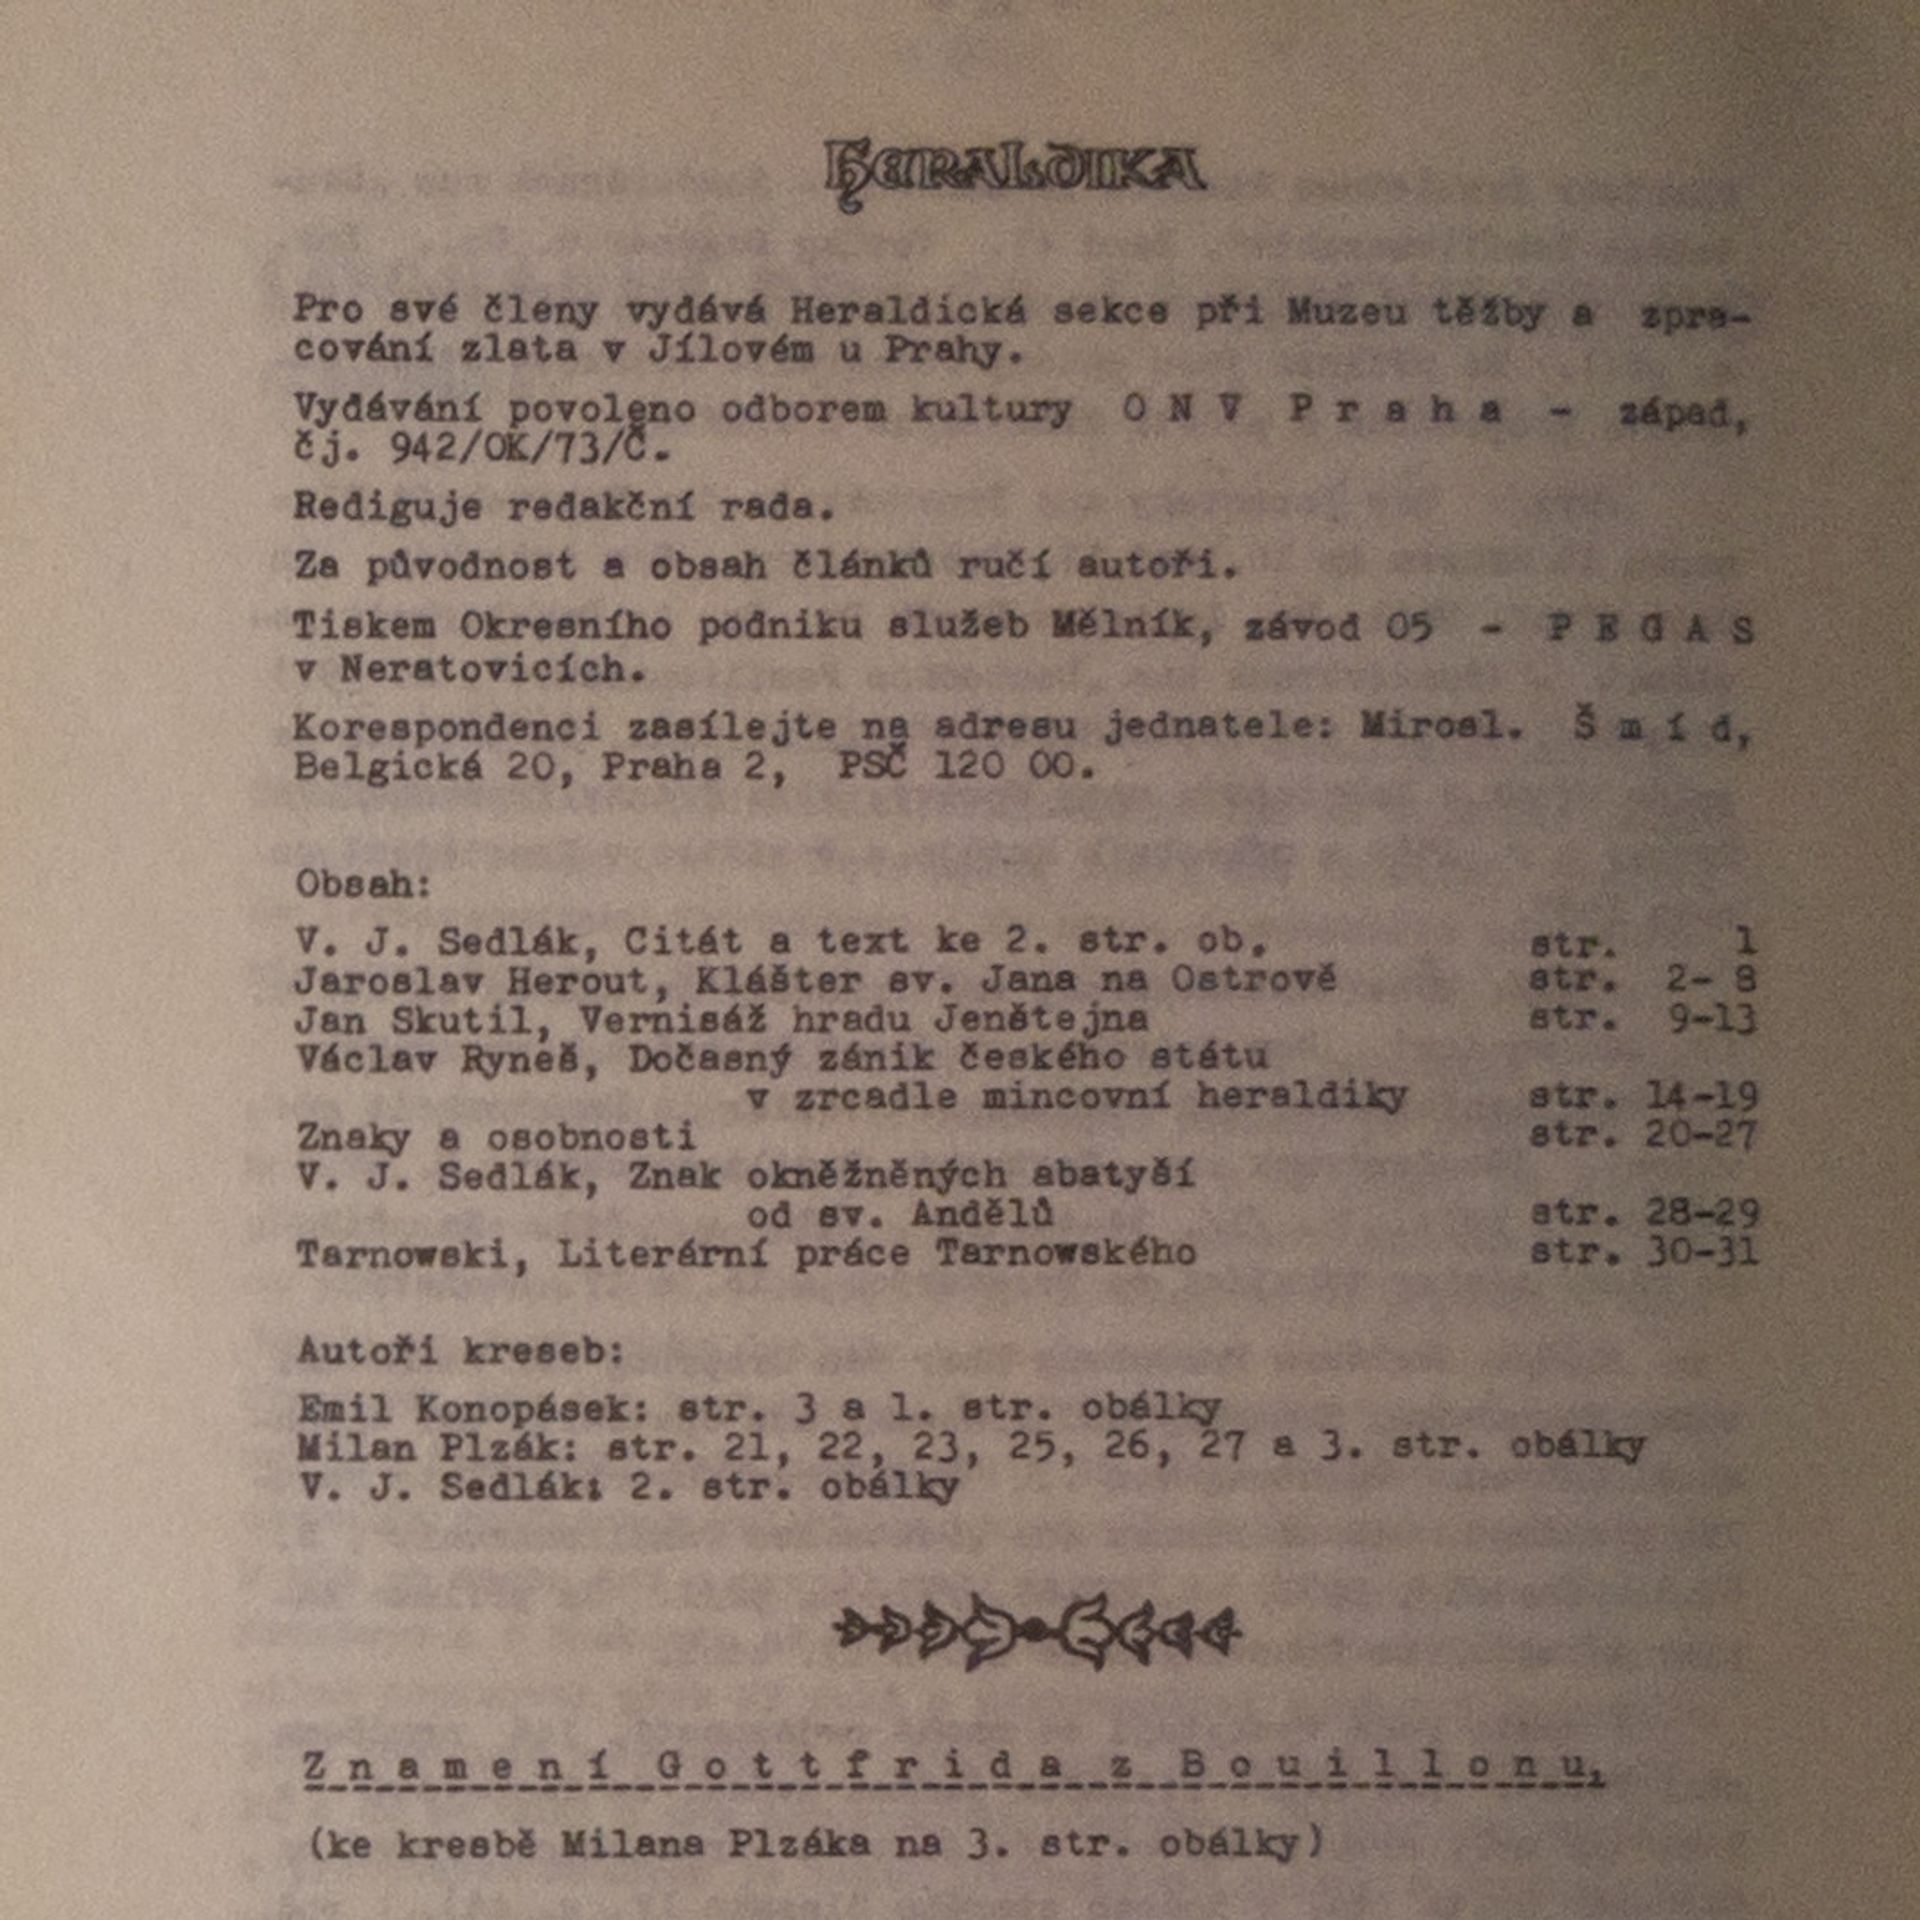 HERALDIKA
Pro své členy vydává Heraldická sekce při Muzeu těžby a zpra-
cování zlata v Jílovém u Prahy.
Vydávání povoleno odborem kultury O N V P r a h a - západ,
čj. 942/OK/73/Č.
Rediguje redakční rada.
Za původnost a obsah článků ručí autoři.
Tiskem Okresního podniku služeb Mělník, závod 05 - P E G A S
v Neratovicích.
Korespondenci zasílejte na adresu jednatele: Mirosl. Š m í d,
Belgická 20, Praha 2, PSČ 120 00.
Obsah:
V. J. Sedlák, Citát a text ke 2. str. ob. str. 1
Jaroslav Herout, Klášter sv. Jana na Ostrově str. 2- 8
Jan Skutil, Vernisáž hradu Jenštejna str. 9-13
Václav Ryneš, Dočasný zánik českého státu
v zrcadle mincovní heraldiky str. 14-19
Znaky a osobnosti str. 20-27
V. J. Sedlák, Znak okněžněných abatyší
od sv. Andělů str. 28-29
Tarnowski, Literární práce Tarnowského str. 30-31
Autoři kreseb:
Emil Konopásek: str. 3 a 1. str. obálky
Milan Plzák: str. 21, 22, 23, 25, 26, 27 a 3. str. obálky
V. J. Sedlák: 2. str. obálky
Z n a m e n í G o t t f r i d a z B o u i l l o n u,
(ke kresbě Milana Plzáka na 3. str. obálky)